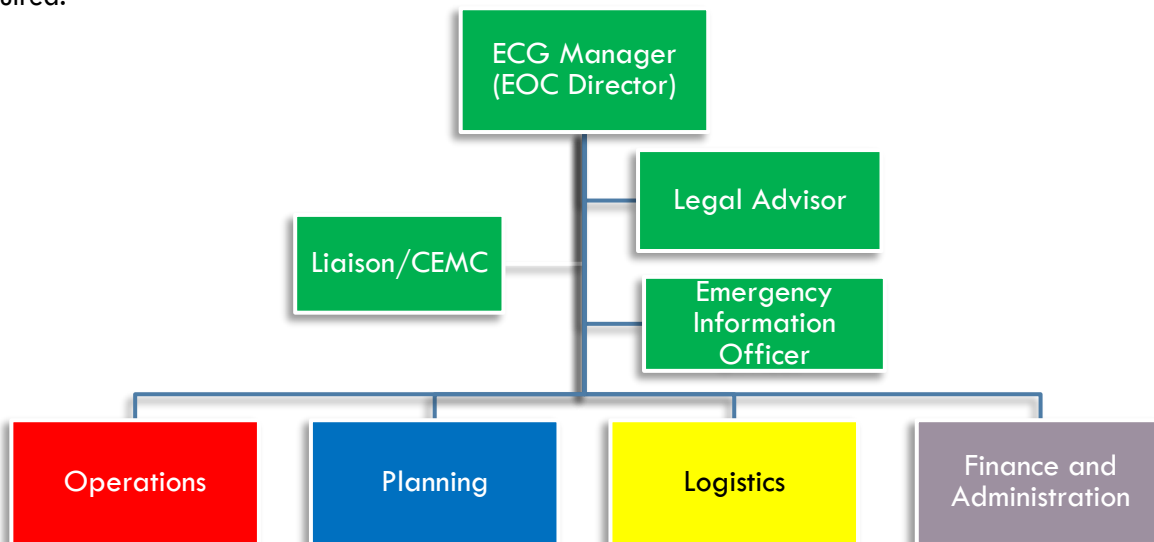 ECG Manager
(EOC Director)
Legal Advisor
Liaison/CEMC
Emergency
Information
Officer
Operations
Planning
Logistics
Finance and
Administration